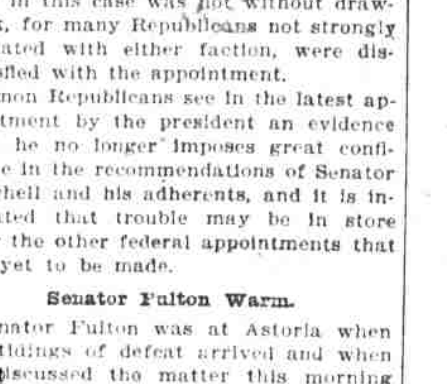 in this case was not without draw-
, for many Republicans not strongly
ated with either faction, were dis-
fied with the appointment.
mon Republicans see in the latest ap-
tment by the president an evidence
he no longer imposes great confi-
e in the recommendations of Senator
hell and his adherents, and it is in-
ted that trouble may be in store
the other federal appointments that
yet to be made.
Senator Fulton Warm.
nator Fulton was at Astoria when
tidings of defeat arrived and when
discussed the matter this morning